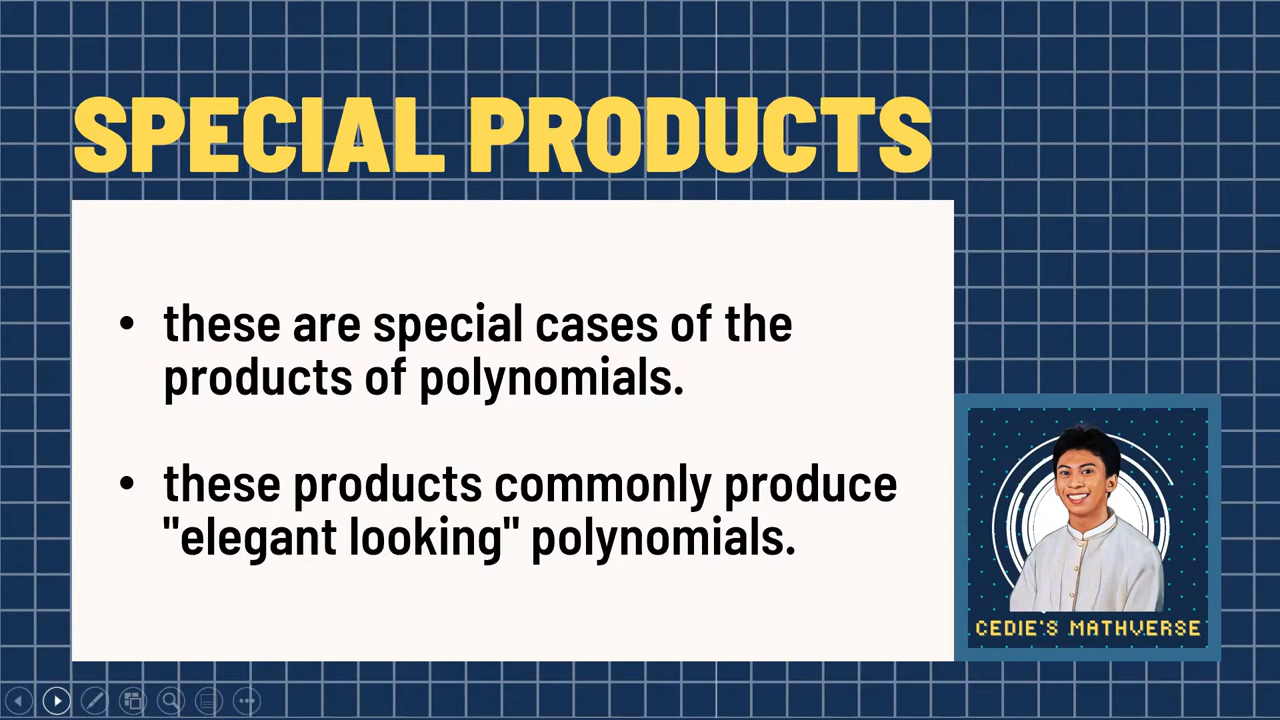 SPECIAL PRODUCTS
• these are special cases of the
products of polynomials.
• these products commonly produce
"elegant looking" polynomials.
CEDIE'S MATHVERSE